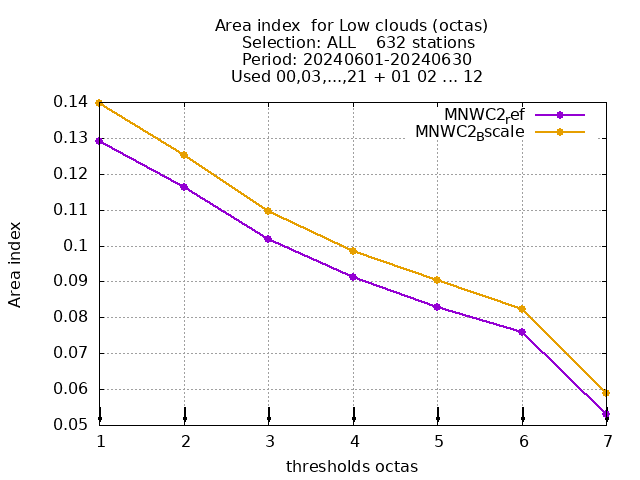 Area index  for Low clouds (octas)
Selection: ALL    632 stations
Period: 20240601-20240630
Used 00,03,...,21 + 01 02 ... 12
MNWC2ref
MNWC2Bscale
0.14
0.13
0.12
0.11
0.1
0.09
0.08
0.07
0.06
0.05
Area index
1 2 3 4 5 6 7
thresholds octas